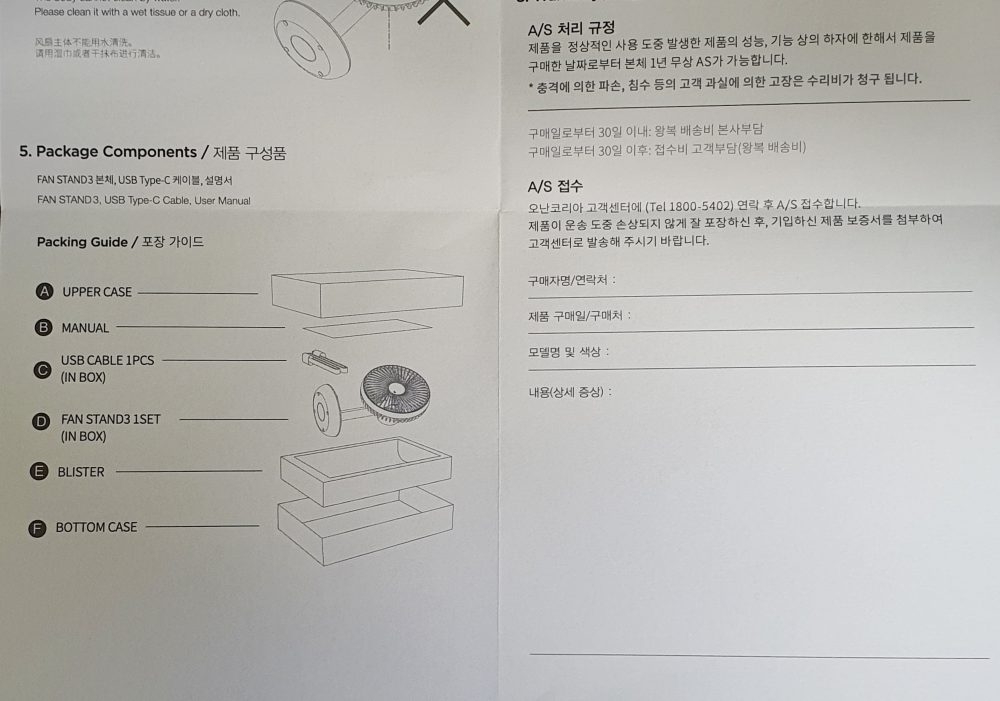 Please clean it with a wet tissue or a dry cloth.
风扇主体不能用水清洗。
请用湿巾或者干抹布进行清洁。
5. Package Components / 제품 구성품
FAN STAND3 본체, USB Type-C 케이블, 설명서
FAN STAND3, USB Type-C Cable, User Manual
Packing Guide / 포장 가이드
A UPPER CASE
B MANUAL
C USB CABLE 1PCS
(IN BOX)
D FAN STAND3 1SET
(IN BOX)
E BLISTER
F BOTTOM CASE
A/S 처리 규정
제품을 정상적인 사용 도중 발생한 제품의 성능, 기능 상의 하자에 한해서 제품을
구매한 날짜로부터 본체 1년 무상 AS가 가능합니다.
* 충격에 의한 파손, 침수 등의 고객 과실에 의한 고장은 수리비가 청구 됩니다.
구매일로부터 30일 이내: 왕복 배송비 본사부담
구매일로부터 30일 이후: 접수비 고객부담(왕복 배송비)
A/S 접수
오난코리아 고객센터에 (Tel 1800-5402) 연락 후 A/S 접수합니다.
제품이 운송 도중 손상되지 않게 잘 포장하신 후, 기입하신 제품 보증서를 첨부하여
고객센터로 발송해 주시기 바랍니다.
구매자명/연락처 :
제품 구매일/구매처 :
모델명 및 색상 :
내용(상세 증상) :